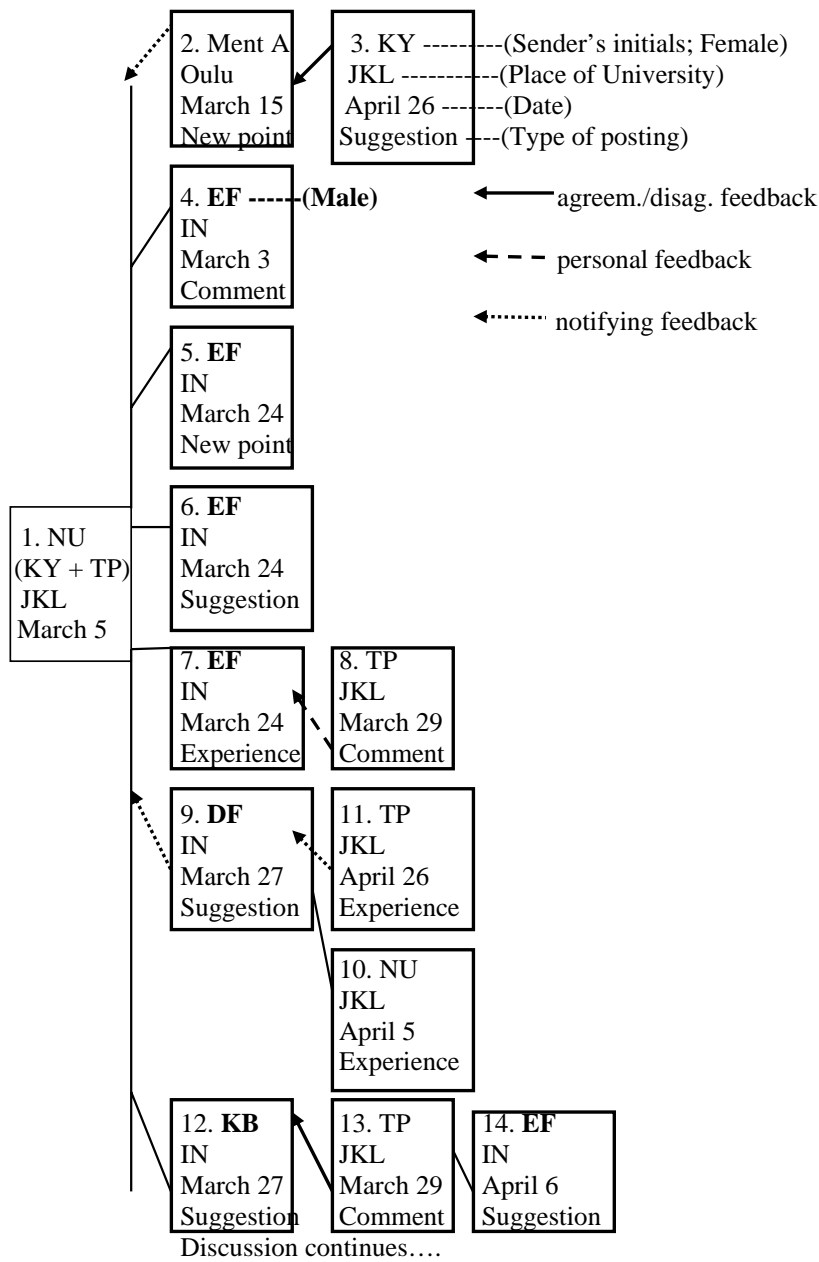 2. Ment A
Oulu
March 15
New point
3. KY -------(Sender's initials; Female)
JKL -----(Place of University)
April 26 ------(Date)
Suggestion ----(Type of posting)
4. EF ------(Male)
IN
March 3
Comment
agreem./disag. feedback
personal feedback
notifying feedback
5. EF
IN
March 24
New point
1. NU
(KY + TP)
JKL
March 5
6. EF
IN
March 24
Suggestion
7. EF
IN
March 24
Experience
8. TP
JKL
March 29
Comment
9. DF
IN
March 27
Suggestion
11. TP
JKL
April 26
Experience
10. NU
JKL
April 5
Experience
12. KB
IN
March 27
Suggestion
13. TP
JKL
March 29
Comment
14. EF
IN
April 6
Suggestion
Discussion continues….